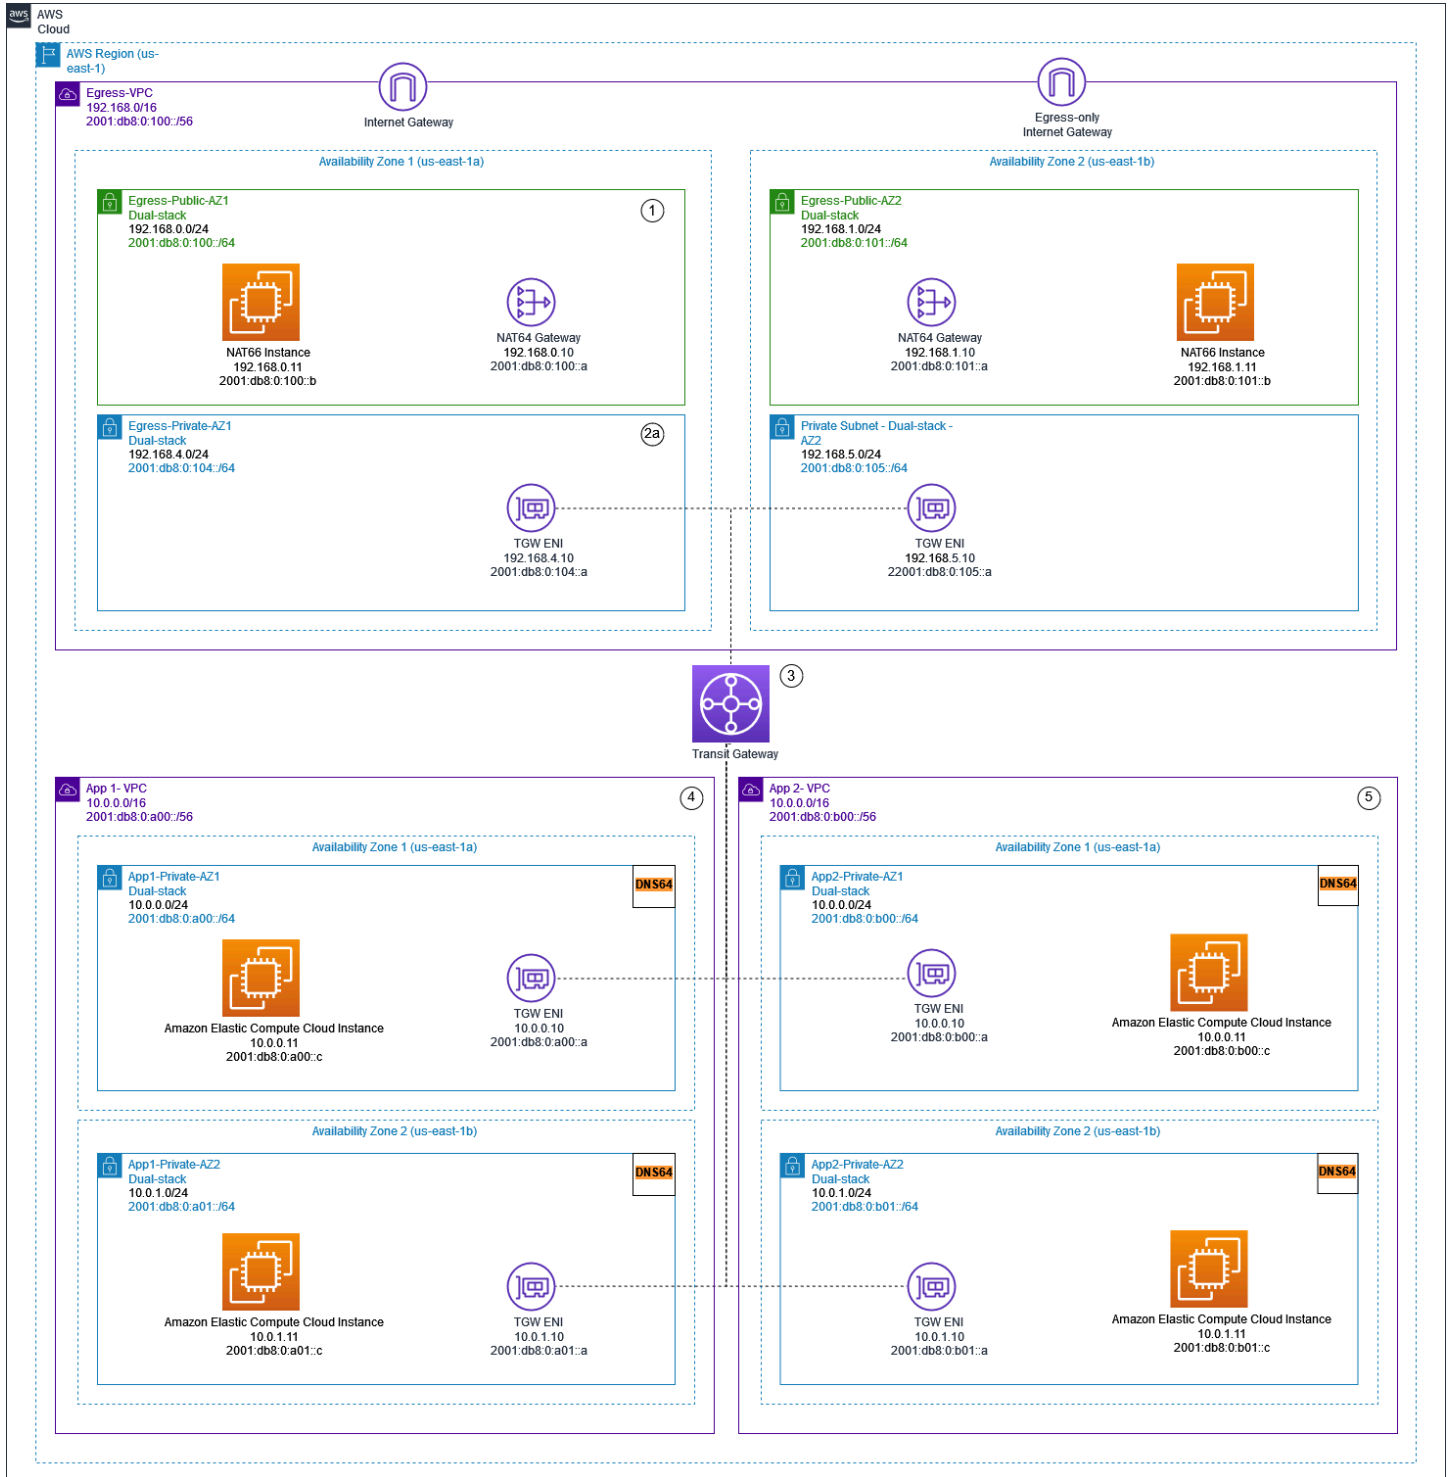 aws
AWS
Cloud
AWS Region (us-
east-1)
Egress-VPC
192.168.0/16
2001:db8:0:100::/56
Internet Gateway
Egress-only
Internet Gateway
Availability Zone 1 (us-east-1a)
Egress-Public-AZ1
Dual-stack
192.168.0.0/24
2001:db8:0:100::/64
1
NAT66 Instance
192.168.0.11
2001:db8:0:100::b
NAT64 Gateway
192.168.0.10
2001:db8:0:100::a
Egress-Private-AZ1
Dual-stack
192.168.4.0/24
2001:db8:0:104::/64
2a
TGW ENI
192.168.4.10
2001:db8:0:104::a
Availability Zone 2 (us-east-1b)
Egress-Public-AZ2
Dual-stack
192.168.1.0/24
2001:db8:0:101::/64
NAT64 Gateway
192.168.1.10
2001:db8:0:101::a
NAT66 Instance
192.168.1.11
2001:db8:0:101::b
Private Subnet - Dual-stack -
AZ2
192.168.5.0/24
2001:db8:0:105::/64
TGW ENI
192.168.5.10
22001:db8:0:105::a
3
Transit Gateway
App 1- VPC
10.0.0.0/16
2001:db8:0:a00::/56
4
Availability Zone 1 (us-east-1a)
App1-Private-AZ1
Dual-stack
10.0.0.0/24
2001:db8:0:a00::/64
DNS64
Amazon Elastic Compute Cloud Instance
10.0.0.11
2001:db8:0:a00::c
TGW ENI
10.0.0.10
2001:db8:0:a00::a
Availability Zone 2 (us-east-1b)
App1-Private-AZ2
Dual-stack
10.0.1.0/24
2001:db8:0:a01::/64
DNS64
Amazon Elastic Compute Cloud Instance
10.0.1.11
2001:db8:0:a01::c
TGW ENI
10.0.1.10
2001:db8:0:a01::a
App 2- VPC
10.0.0.0/16
2001:db8:0:b00::/56
5
Availability Zone 1 (us-east-1a)
App2-Private-AZ1
Dual-stack
10.0.0.0/24
2001:db8:0:b00::/64
DNS64
TGW ENI
10.0.0.10
2001:db8:0:b00::a
Amazon Elastic Compute Cloud Instance
10.0.0.11
2001:db8:0:b00::c
Availability Zone 2 (us-east-1b)
App2-Private-AZ2
Dual-stack
10.0.1.0/24
2001:db8:0:b01::/64
DNS64
TGW ENI
10.0.1.10
2001:db8:0:b01::a
Amazon Elastic Compute Cloud Instance
10.0.1.11
2001:db8:0:b01::c